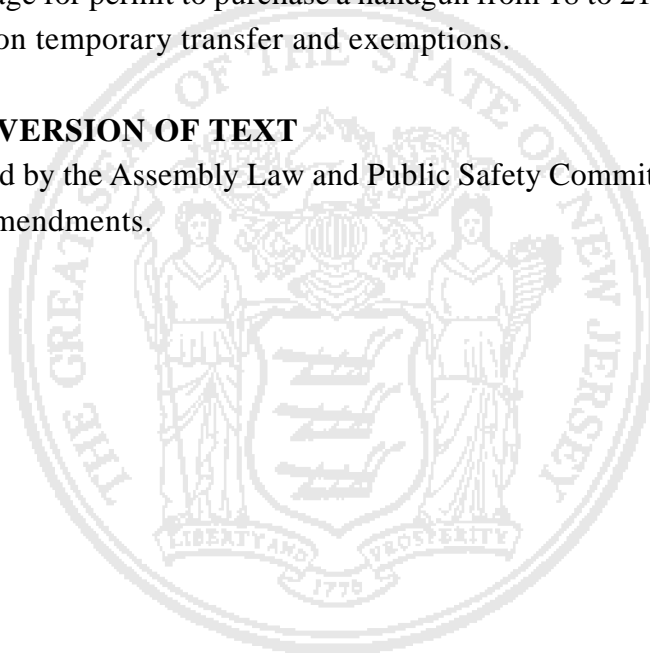 age for permit to purchase a handgun from 18 to 21
on temporary transfer and exemptions.
VERSION OF TEXT
d by the Assembly Law and Public Safety Commit
mendments.
THE GREAT SEAL OF THE STATE OF NEW JERSEY
LIBERTY AND PROSPERITY
1776